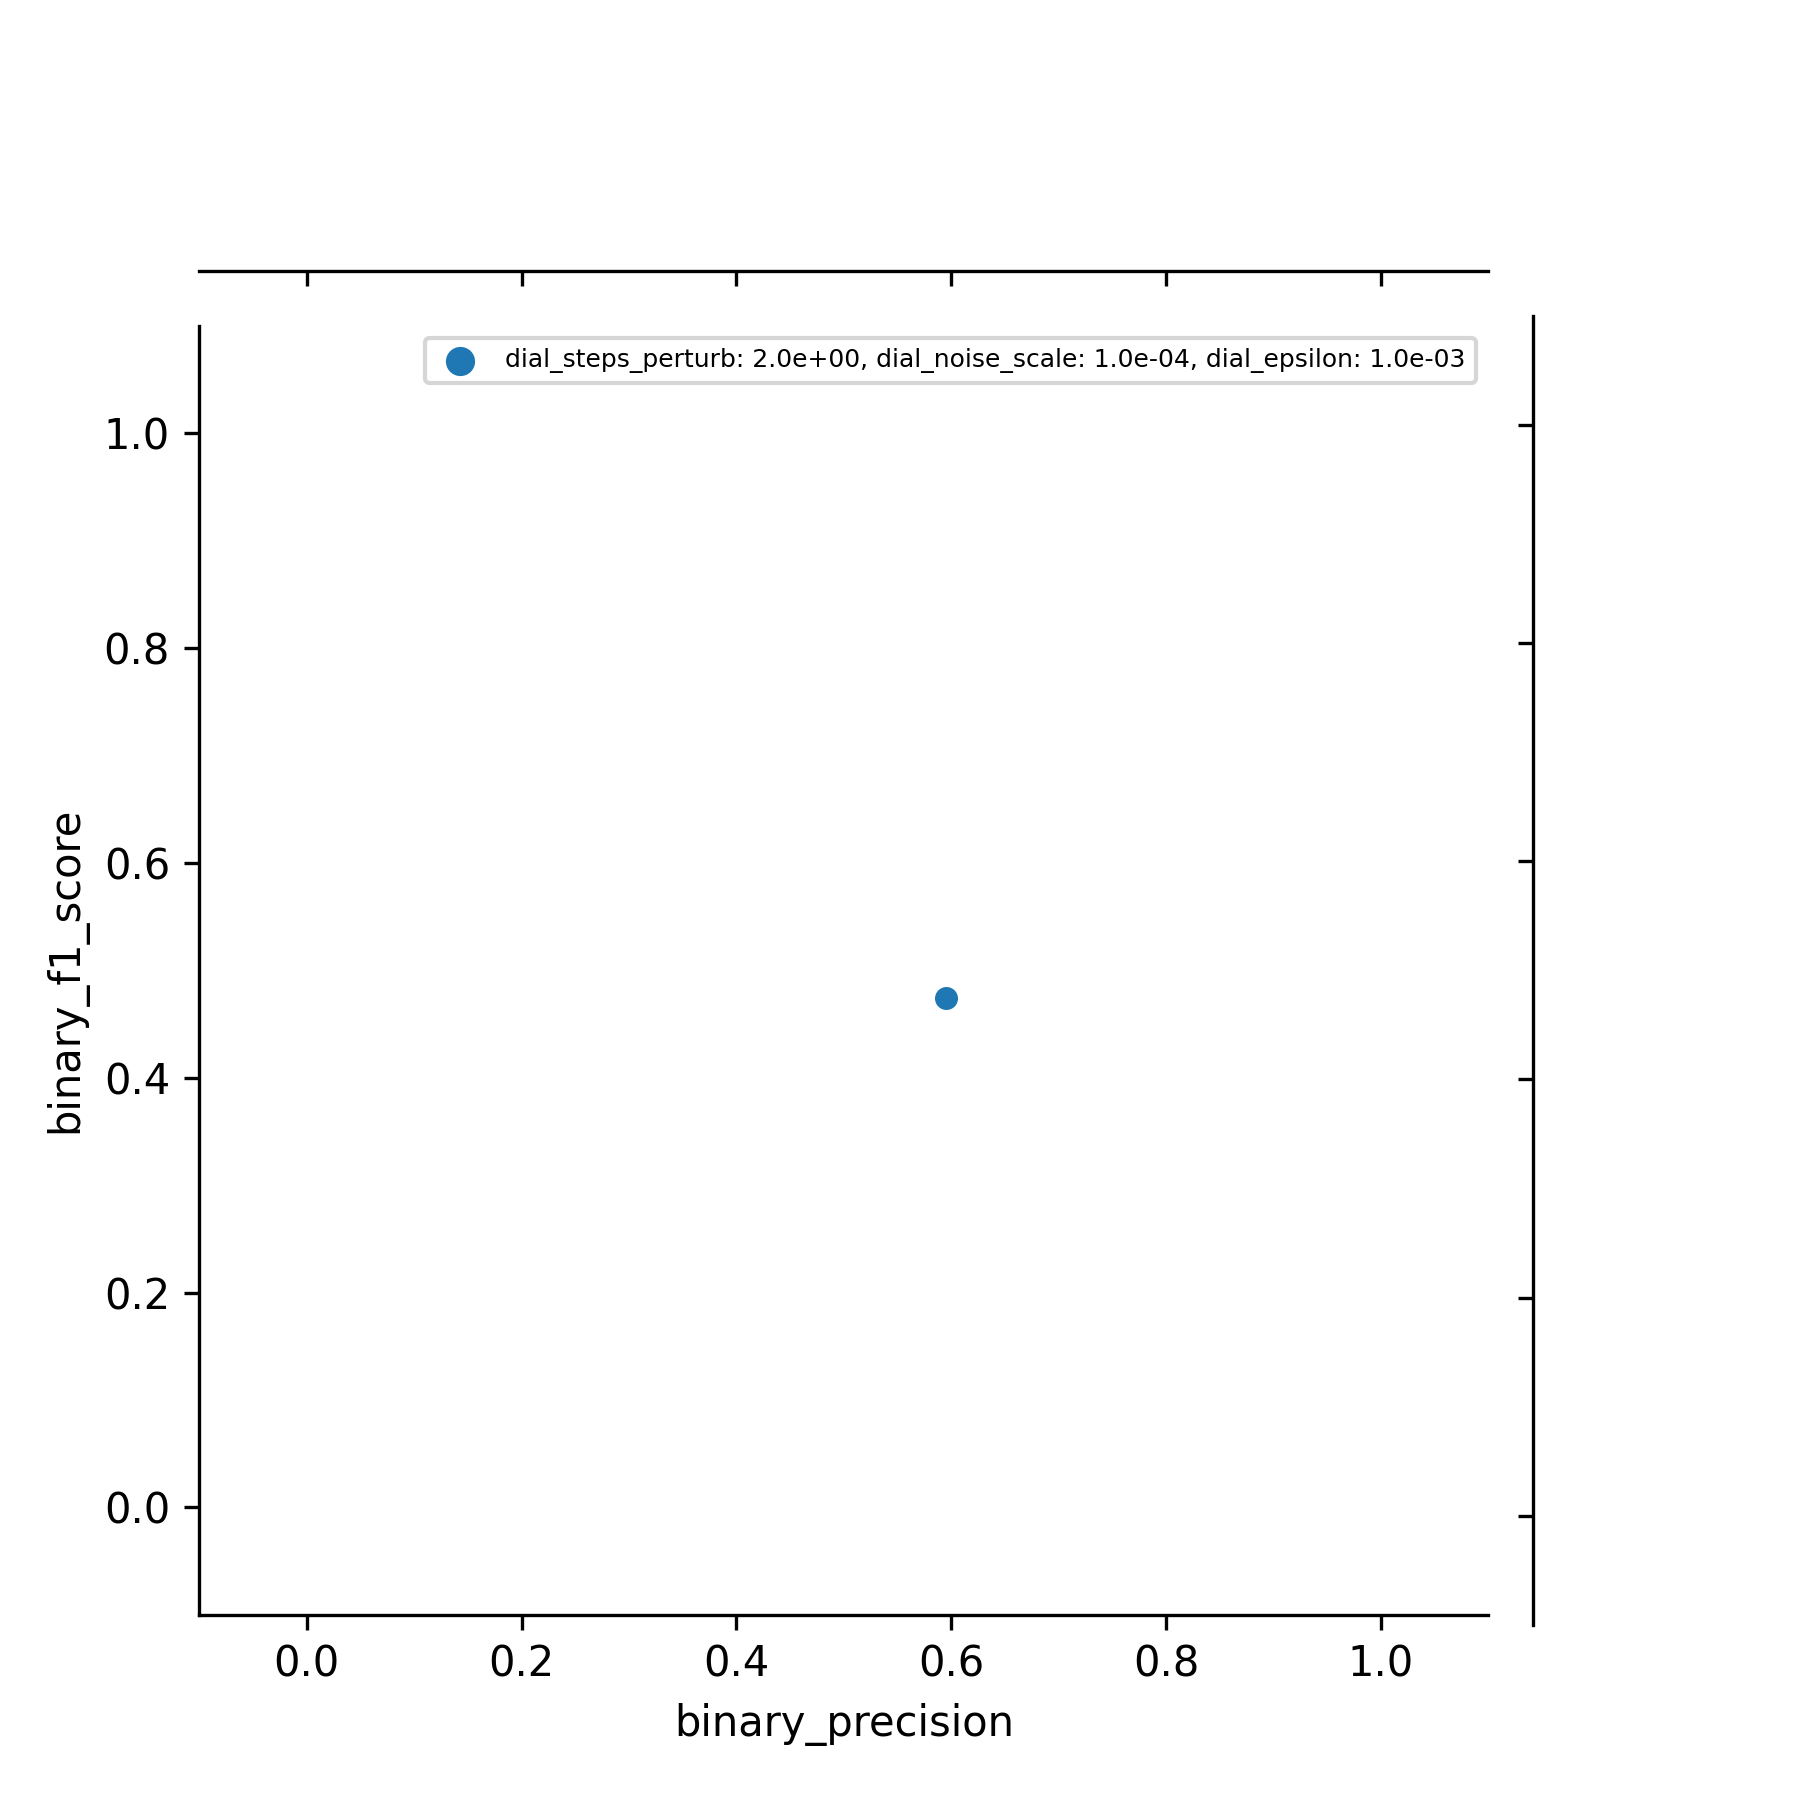 dial_steps_perturb: 2.0e+00, dial_noise_scale: 1.0e-04, dial_epsilon: 1.0e-03
1.0
0.8
0.6
0.4
0.2
0.0
binary_f1_score
0.0 0.2 0.4 0.6 0.8 1.0
binary_precision